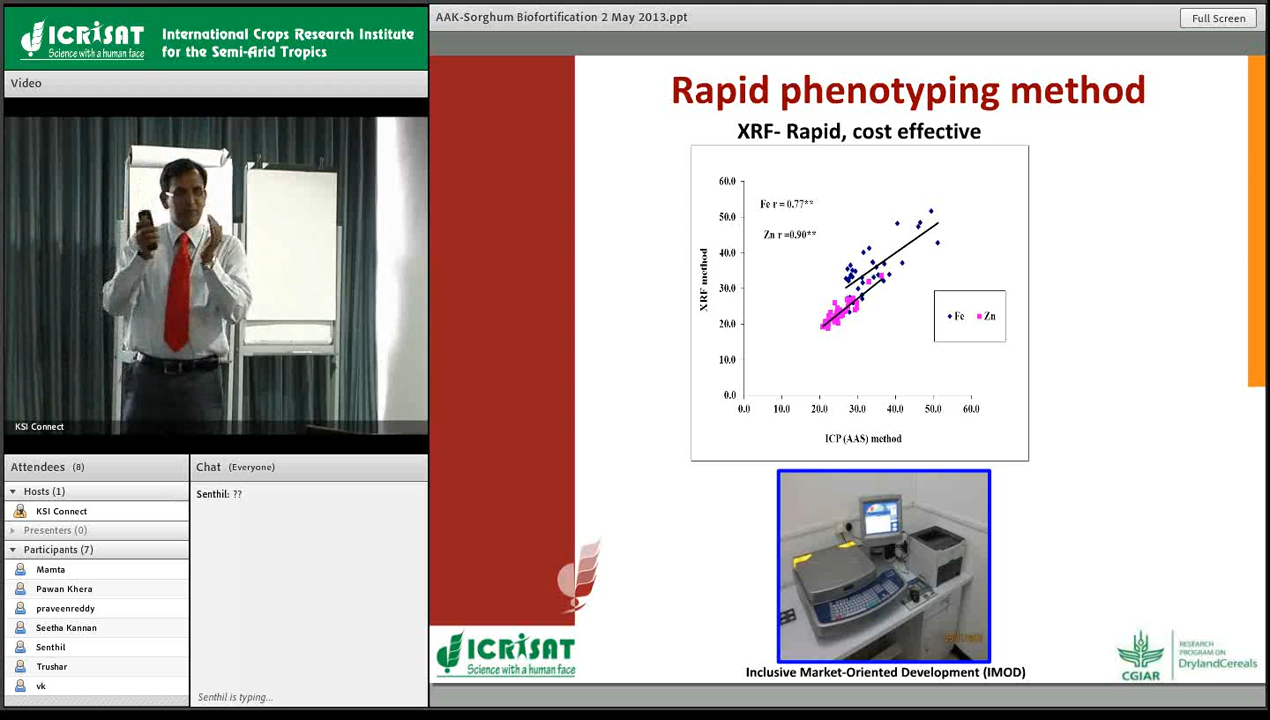 ICRISAT
Science with a human face
International Crops Research Institute
for the Semi-Arid Tropics
Video
KSI Connect
Attendees (8)
Hosts (1)
KSI Connect
Presenters (0)
Participants (7)
Mamta
Pawan Khera
praveenreddy
Seetha Kannan
Senthil
Trushar
vk
Chat (Everyone)
Senthil: ??
Senthil is typing...
AAK-Sorghum Biofortification 2 May 2013.ppt
Full Screen
Rapid phenotyping method
XRF- Rapid, cost effective
60.0
50.0
40.0
30.0
20.0
10.0
0.0
XRF method
Fe r = 0.77**
Zn r =0.90**
Fe Zn
0.0 10.0 20.0 30.0 40.0 50.0 60.0
ICP (AAS) method
ICRISAT
Science with a human face
Inclusive Market-Oriented Development (IMOD)
CGIAR
RESEARCH
PROGRAM ON
DrylandCereals